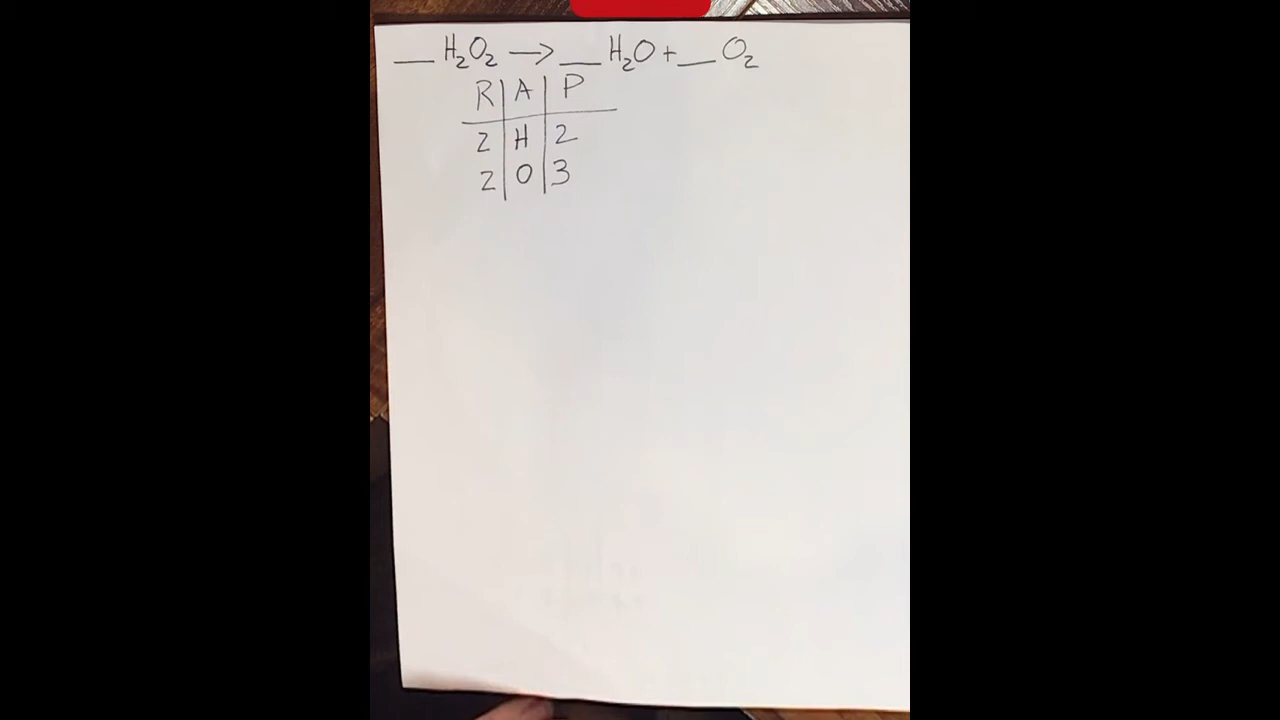 __ H₂O₂ → __ H₂O + __ O₂
R | A | P
2 | H | 2
2 | O | 3